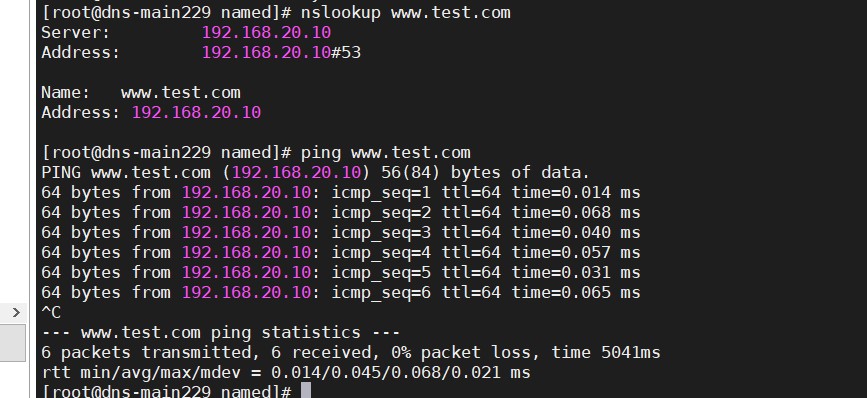 [root@dns-main229 named]# nslookup www.test.com
Server:         192.168.20.10
Address:        192.168.20.10#53
Name:   www.test.com
Address: 192.168.20.10
[root@dns-main229 named]# ping www.test.com
PING www.test.com (192.168.20.10) 56(84) bytes of data.
64 bytes from 192.168.20.10: icmp_seq=1 ttl=64 time=0.014 ms
64 bytes from 192.168.20.10: icmp_seq=2 ttl=64 time=0.068 ms
64 bytes from 192.168.20.10: icmp_seq=3 ttl=64 time=0.040 ms
64 bytes from 192.168.20.10: icmp_seq=4 ttl=64 time=0.057 ms
64 bytes from 192.168.20.10: icmp_seq=5 ttl=64 time=0.031 ms
64 bytes from 192.168.20.10: icmp_seq=6 ttl=64 time=0.065 ms
^C
--- www.test.com ping statistics ---
6 packets transmitted, 6 received, 0% packet loss, time 5041ms
rtt min/avg/max/mdev = 0.014/0.045/0.068/0.021 ms
[root@dns-main229 named]#